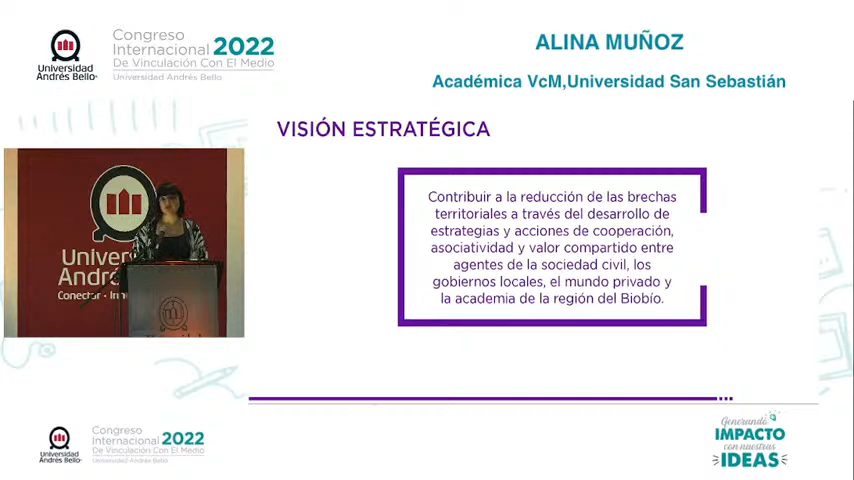 Universidad
Andrés Bello
Congreso
Internacional 2022
De Vinculación Con El Medio
Universidad Andrés Bello
ALINA MUÑOZ
Académica VcM,Universidad San Sebastián
VISIÓN ESTRATÉGICA
Contribuir a la reducción de las brechas
territoriales a través del desarrollo de
estrategias y acciones de cooperación,
asociatividad y valor compartido entre
agentes de la sociedad civil, los
gobiernos locales, el mundo privado y
la academia de la región del Biobío.
Univer
André
Conectar
Universidad
Andrés Bello
Congreso
Internacional 2022
De Vinculación Con El Medio
Universidad Andrés Bello
Generando
IMPACTO
con nuestras
IDEAS